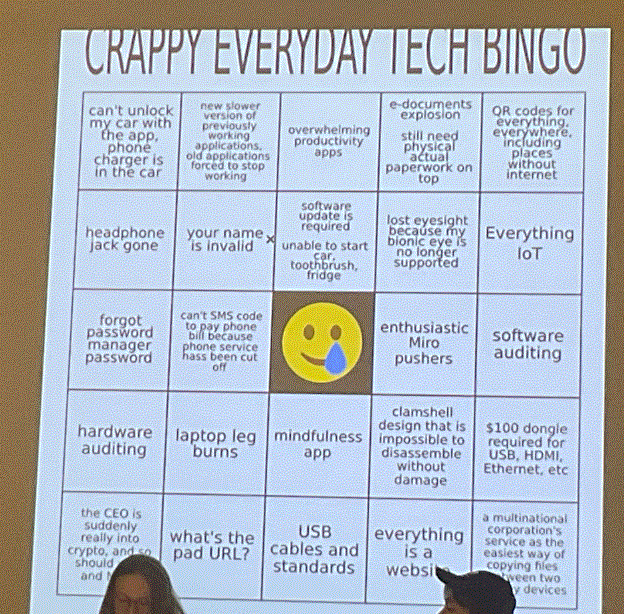 CRAPPY EVERYDAY TECH BINGO
can't unlock
my car with
the app,
phone
charger is
in the car
new slower
version of
previously
working
applications,
old applications
forced to stop
working
overwhelming
productivity
apps
e-documents
explosion
still need
physical
actual
paperwork on
top
QR codes for
everything,
everywhere,
including
places
without
internet
headphone
jack gone
your name
is invalid
x
software
update is
required
unable to start
car,
toothbrush,
fridge
lost eyesight
because my
bionic eye is
no longer
supported
Everything
IoT
forgot
password
manager
password
can't SMS code
to pay phone
bill because
phone service
hass been cut
off
enthusiastic
Miro
pushers
software
auditing
hardware
auditing
laptop leg
burns
mindfulness
app
clamshell
design that is
impossible to
disassemble
without
damage
$100 dongle
required for
USB, HDMI,
Ethernet, etc
the CEO is
suddenly
really into
crypto, and so
should
and
what's the
pad URL?
USB
cables and
standards
everything
is a
a multinational
corporation's
service as the
easiest way of
copying files
two
devices